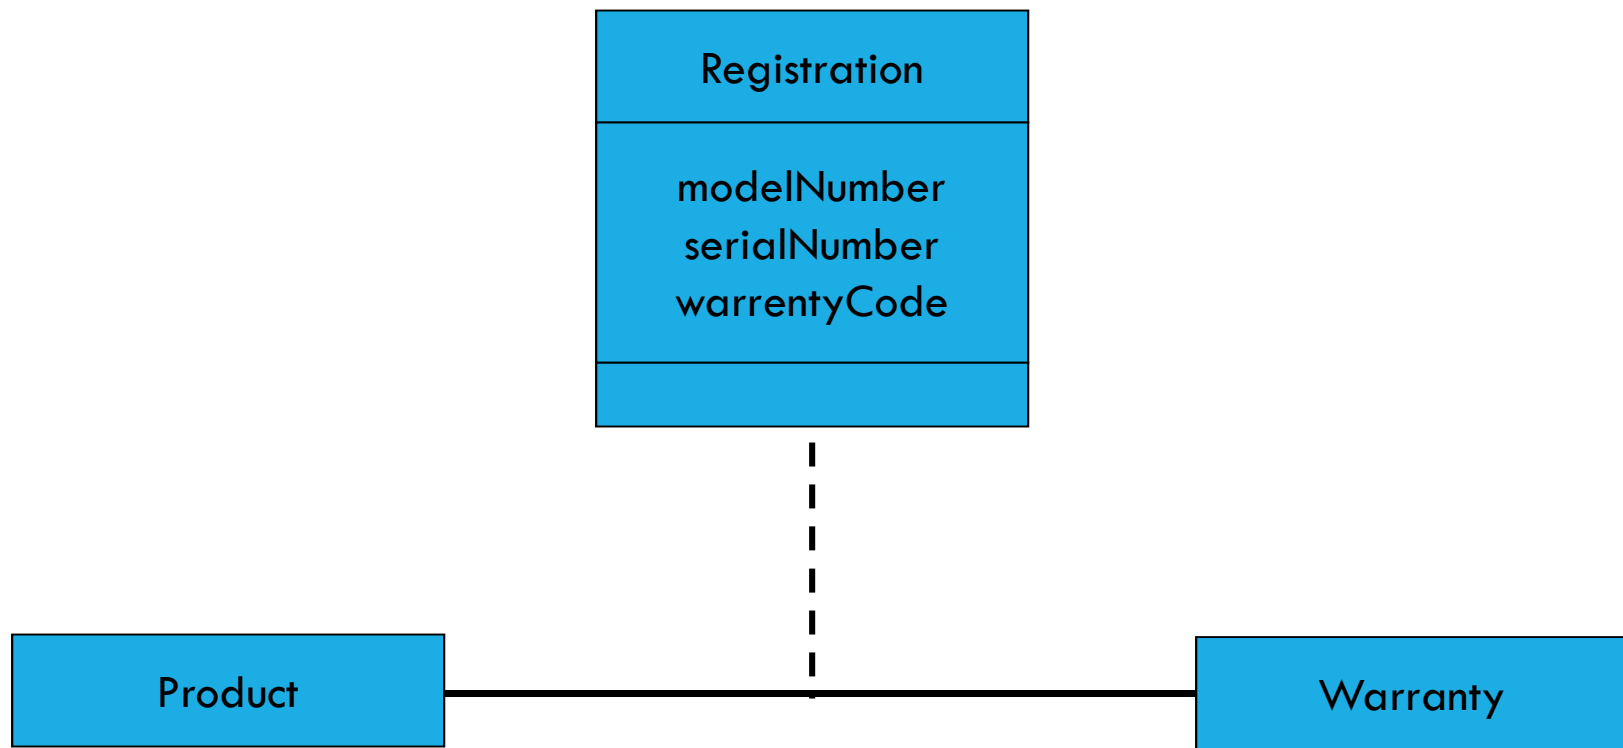 Registration
modelNumber
serialNumber
warrentyCode
Product
Warranty